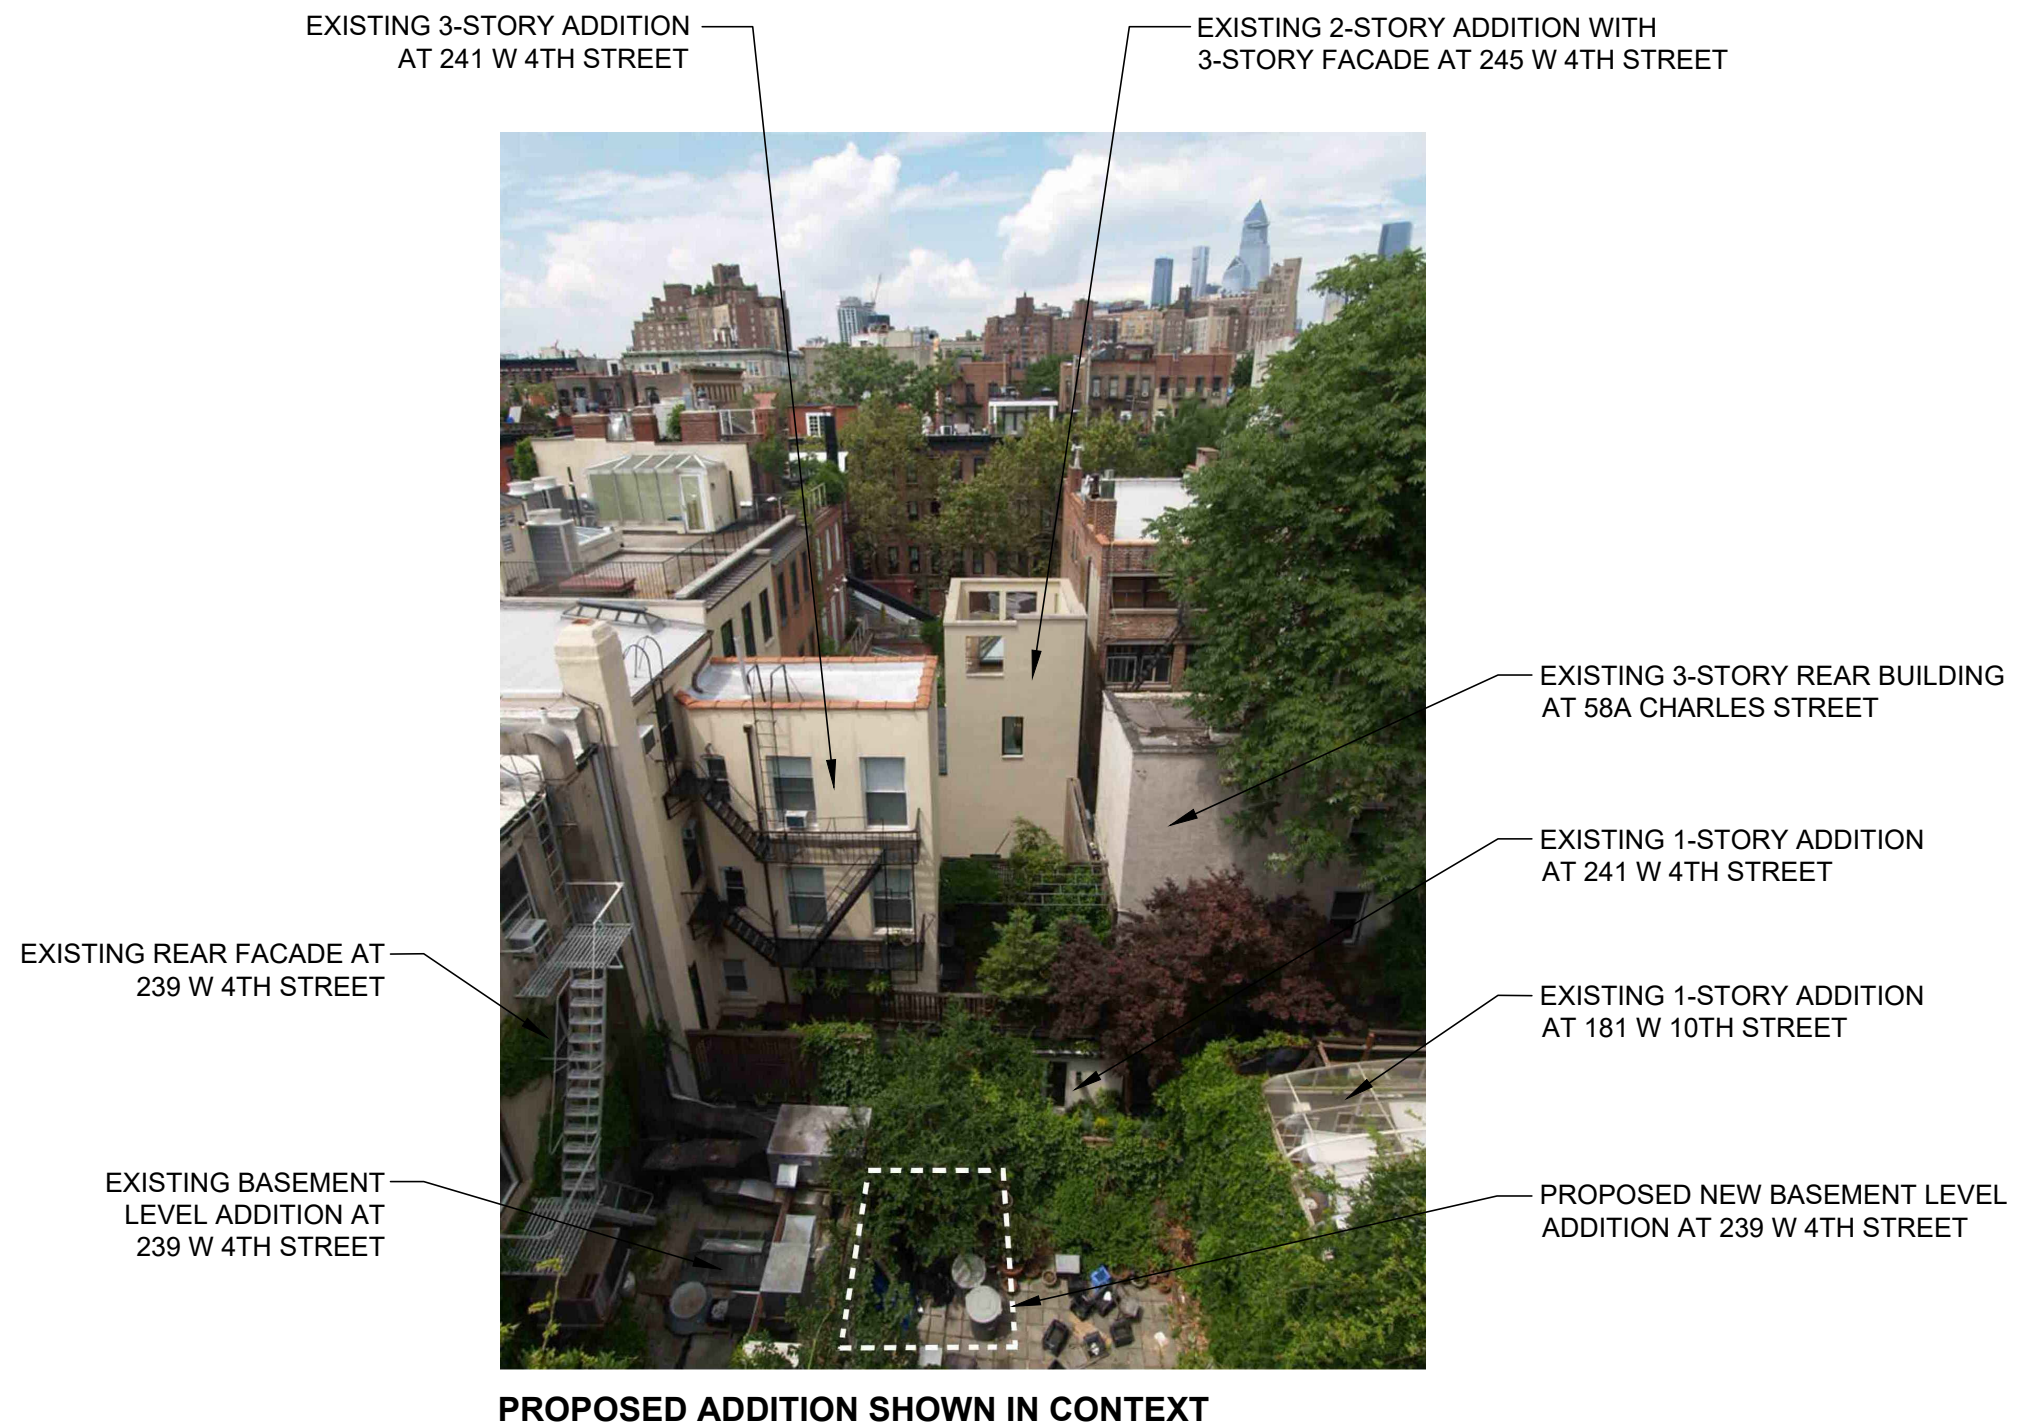 EXISTING 3-STORY ADDITION
AT 241 W 4TH STREET
EXISTING 2-STORY ADDITION WITH
3-STORY FACADE AT 245 W 4TH STREET
EXISTING 3-STORY REAR BUILDING
AT 58A CHARLES STREET
EXISTING 1-STORY ADDITION
AT 241 W 4TH STREET
EXISTING REAR FACADE AT
239 W 4TH STREET
EXISTING 1-STORY ADDITION
AT 181 W 10TH STREET
EXISTING BASEMENT
LEVEL ADDITION AT
239 W 4TH STREET
PROPOSED NEW BASEMENT LEVEL
ADDITION AT 239 W 4TH STREET
PROPOSED ADDITION SHOWN IN CONTEXT